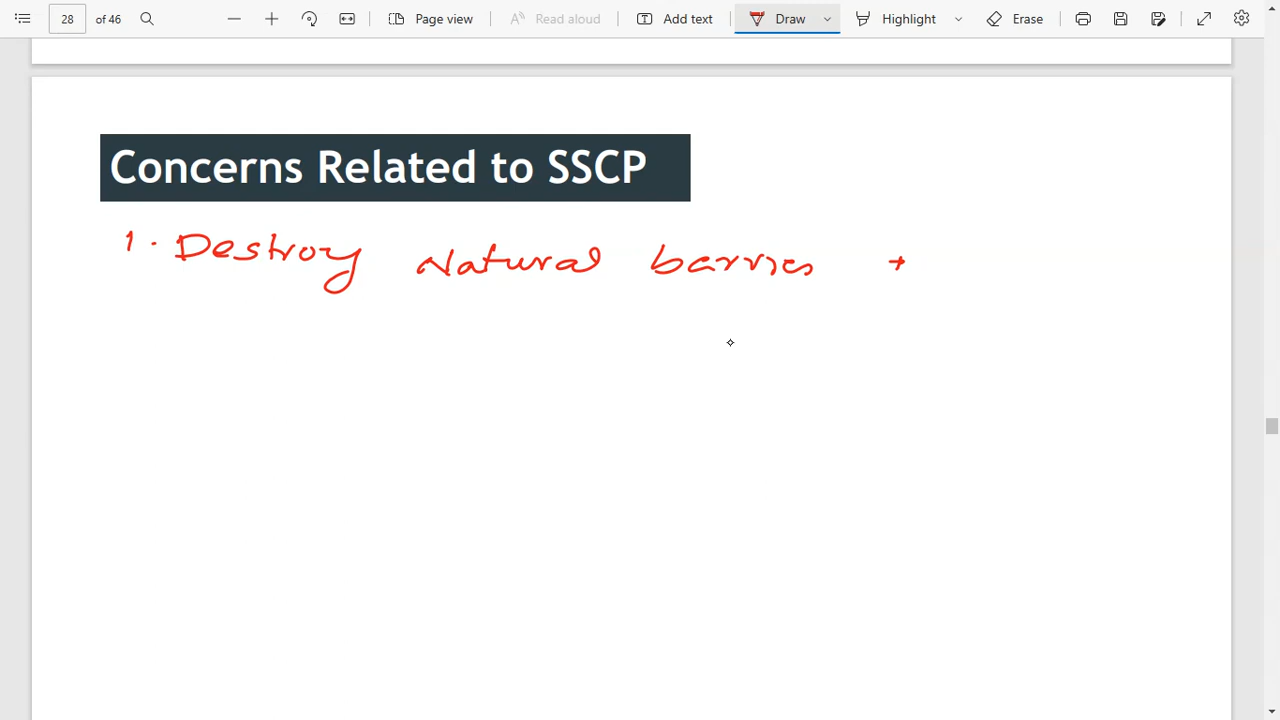 28 of 46 Page view Read aloud Add text Draw Highlight Erase
Concerns Related to SSCP
1. Destroy Natural barries +